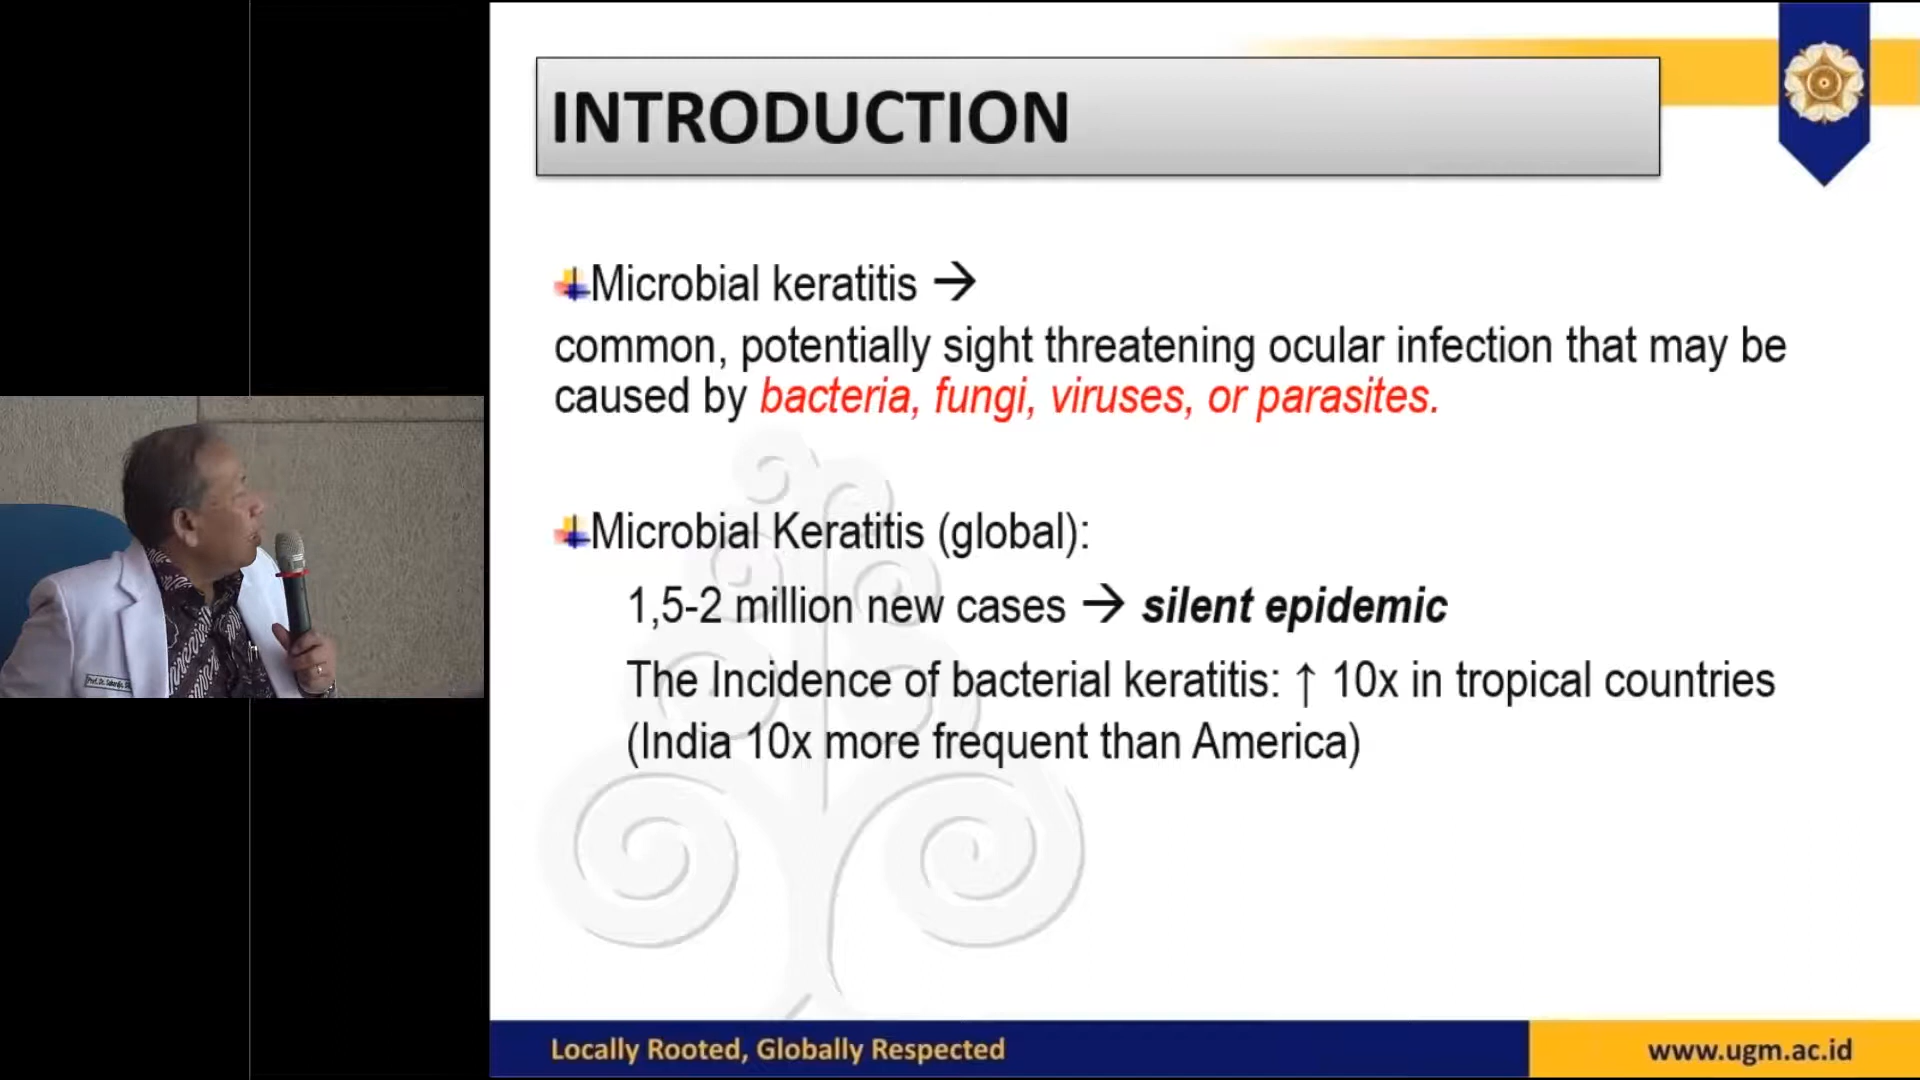 INTRODUCTION
Microbial keratitis →
common, potentially sight threatening ocular infection that may be
caused by bacteria, fungi, viruses, or parasites.
Microbial Keratitis (global):
1,5-2 million new cases → silent epidemic
The Incidence of bacterial keratitis: ↑ 10x in tropical countries
(India 10x more frequent than America)
Prof. Dr.
Locally Rooted, Globally Respected
www.ugm.ac.id